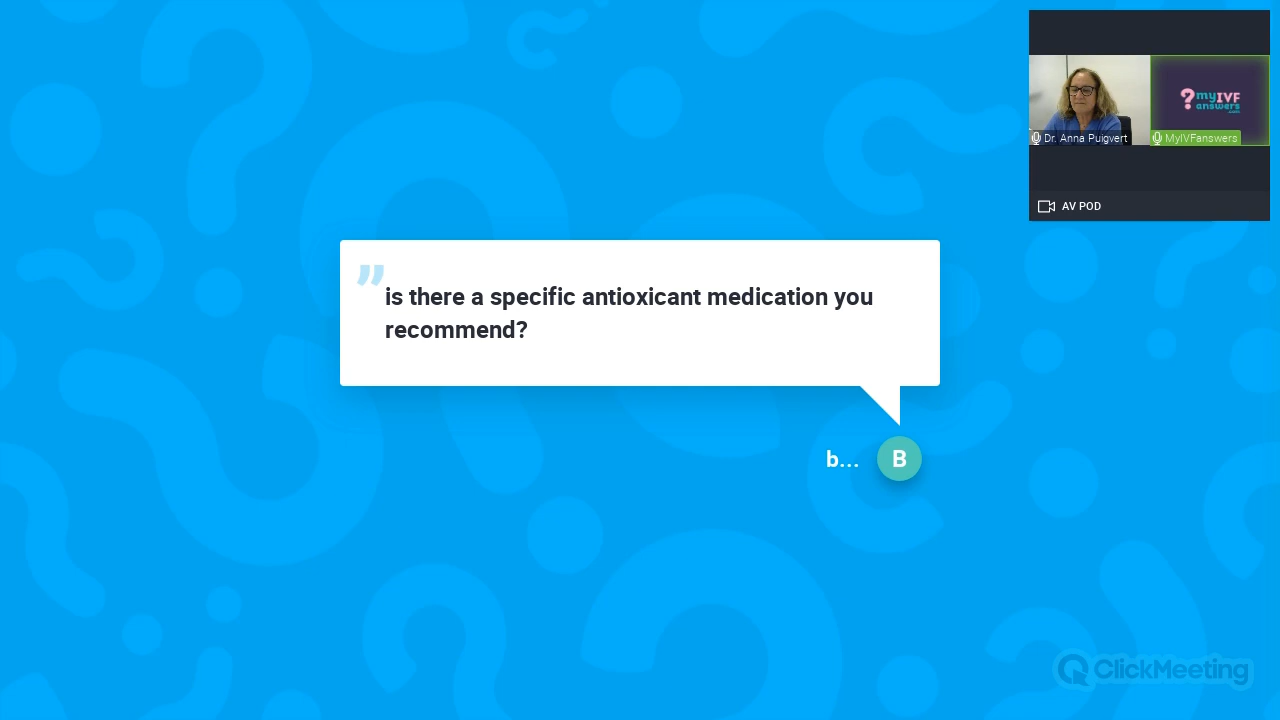 is there a specific antioxicant medication you
recommend?
b...
B
Dr. Anna Puigvert
?myIVF
answers
MyIVFanswers
AV POD
ClickMeeting